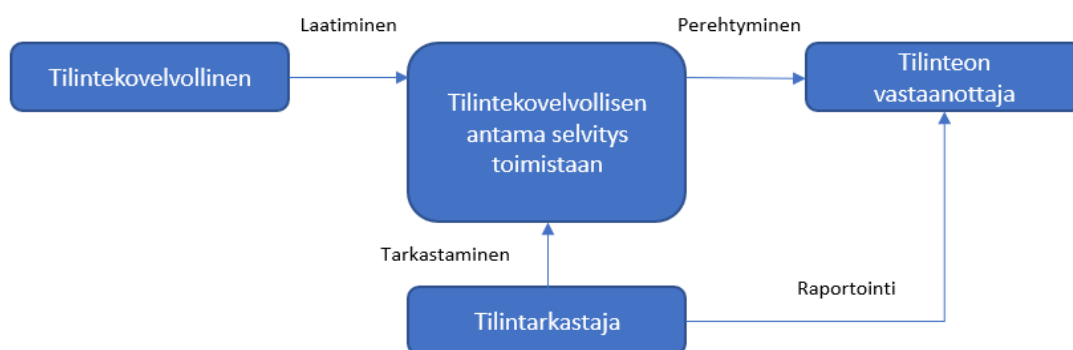 Laatiminen
Perehtyminen
Tilintekovelvollinen
Tilintekovelvollisen
antama selvitys
toimistaan
Tilinteon
vastaanottaja
Tarkastaminen
Raportointi
Tilintarkastaja